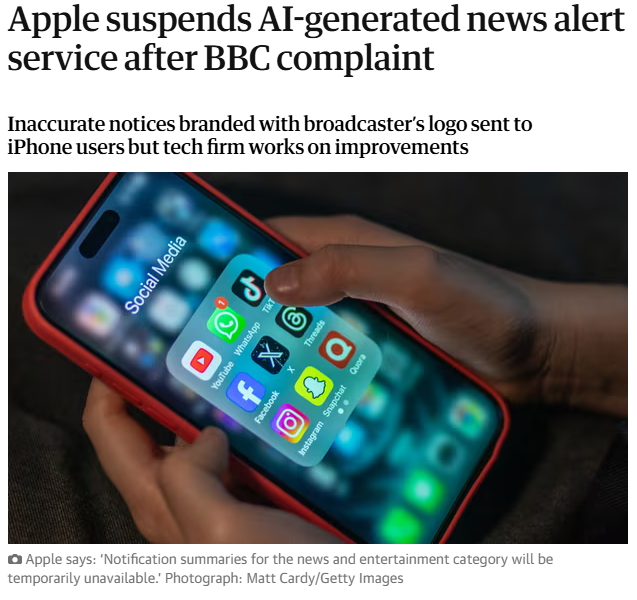 Apple suspends AI-generated news alert
service after BBC complaint
Inaccurate notices branded with broadcaster's logo sent to
iPhone users but tech firm works on improvements
Social Media
1
TikT
WhatsApp
Threads
YouTube
X
Quora
Facebook
Snapchat
Instagram
Apple says: 'Notification summaries for the news and entertainment category will be
temporarily unavailable.' Photograph: Matt Cardy/Getty Images